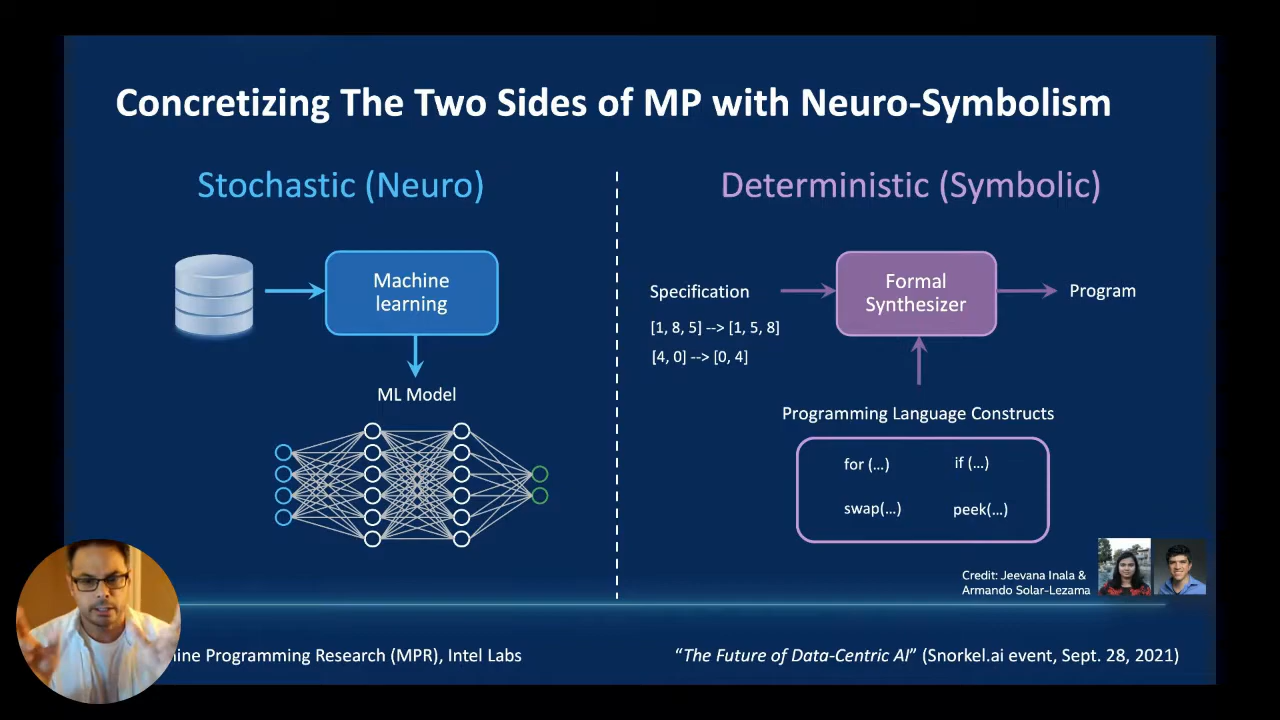 Concretizing The Two Sides of MP with Neuro-Symbolism
Stochastic (Neuro)
Machine
learning
ML Model
Deterministic (Symbolic)
Specification
[1, 8, 5] --> [1, 5, 8]
[4, 0] --> [0, 4]
Formal
Synthesizer
Program
Programming Language Constructs
for (...)
if (...)
swap(...)
peek(...)
Credit: Jeevana Inala &
Armando Solar-Lezama
Programming Research (MPR), Intel Labs
“The Future of Data-Centric AI” (Snorkel.ai event, Sept. 28, 2021)